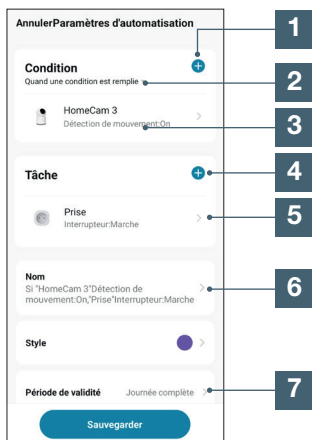 AnnulerParamètres d'automatisation
1
Condition
Quand une condition est remplie
2
HomeCam 3
Détection de mouvement:On
3
Tâche
4
Prise
Interrupteur:Marche
5
Nom
Si "HomeCam 3"Détection de
mouvement:On,"Prise"Interrupteur:Marche
6
Style
Période de validité
Journée complète
7
Sauvegarder